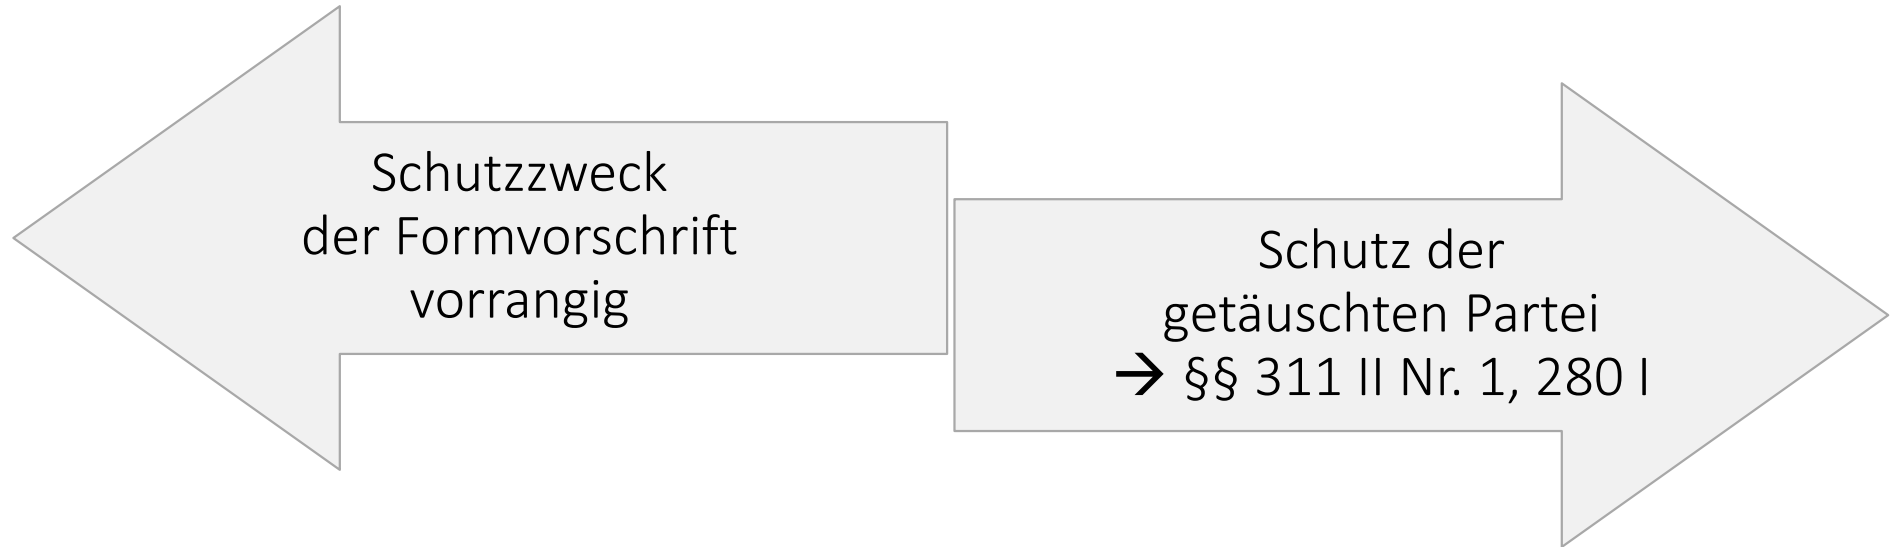 Schutzzweck
der Formvorschrift
vorrangig
Schutz der
getäuschten Partei
→ §§ 311 II Nr. 1, 280 I